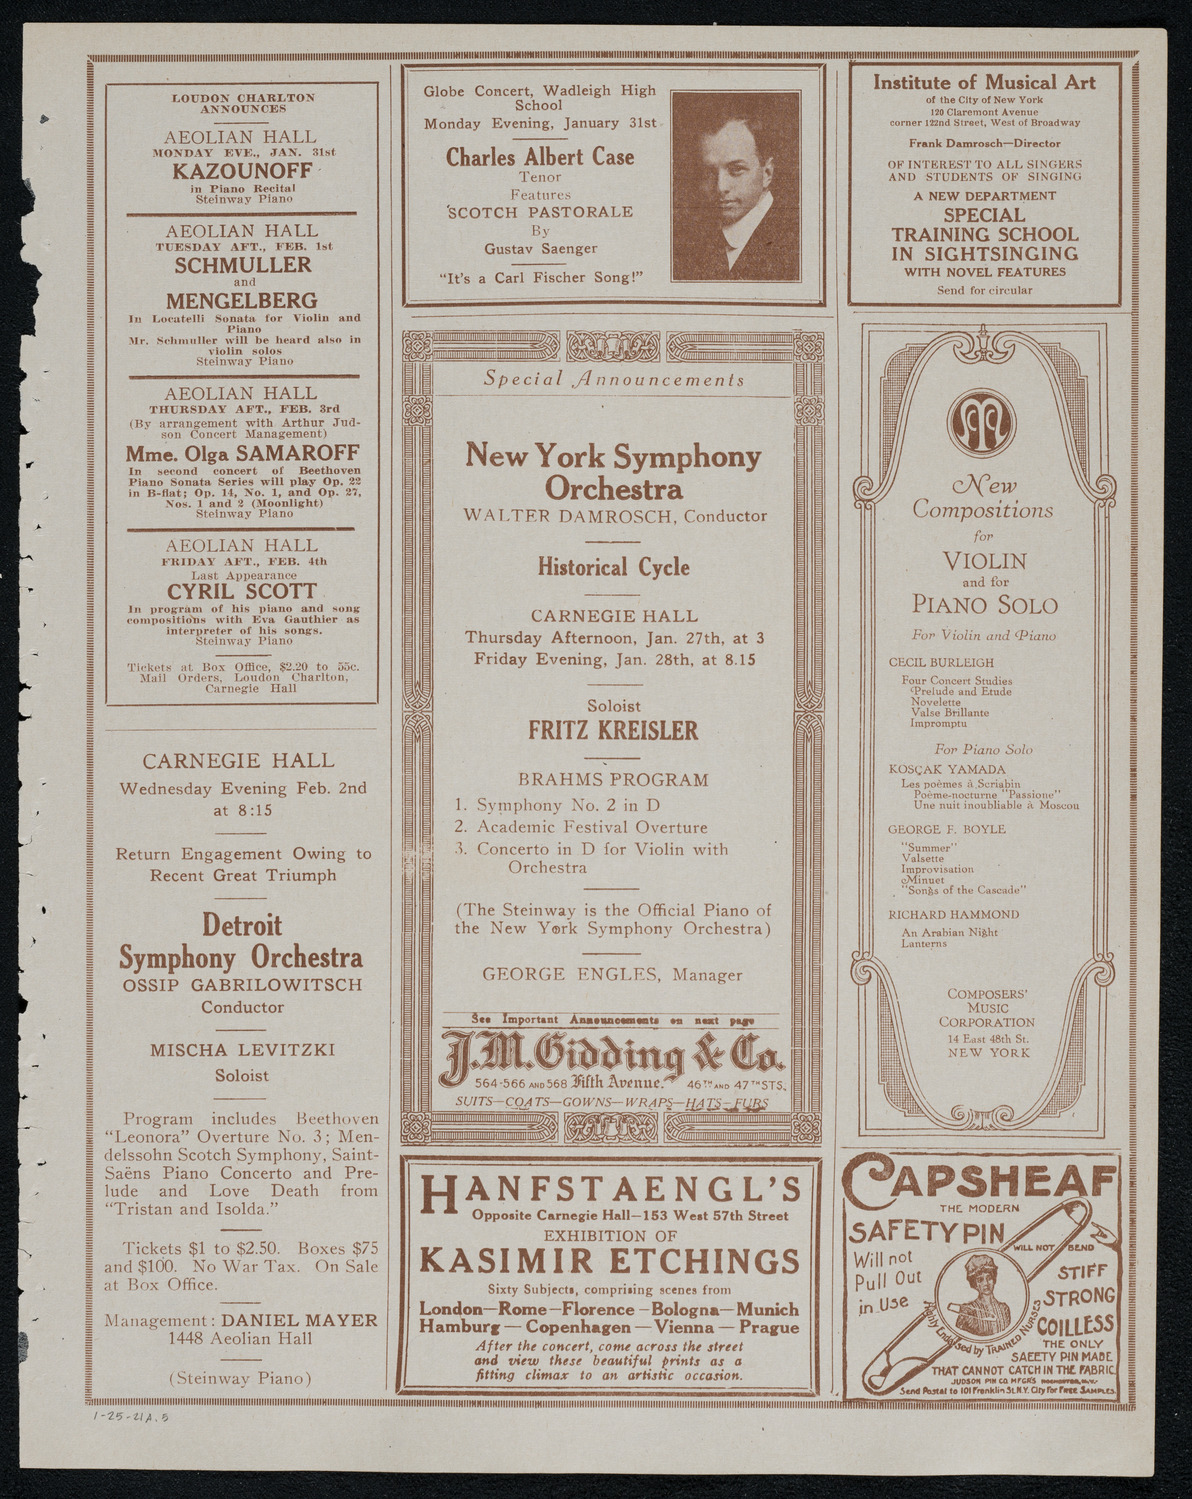 LOUDON CHARLTON
ANNOUNCES
AEOLIAN HALL
MONDAY EVE., JAN. 31st
KAZOUNOFF
in Piano Recital
Steinway Piano
AEOLIAN HALL
TUESDAY AFT., FEB. 1st
SCHMULLER
and
MENGELBERG
In Locatelli Sonata for Violin and
Piano
Mr. Schmuller will be heard also in
violin solos
Steinway Piano
AEOLIAN HALL
THURSDAY AFT., FEB. 3rd
(By arrangement with Arthur Jud-
son Concert Management)
Mme. Olga SAMAROFF
In second concert of Beethoven
Piano Sonata Series will play Op. 22
in B-flat; Op. 14, No. 1, and Op. 27,
Nos. 1 and 2 (Moonlight)
Steinway Piano
AEOLIAN HALL
FRIDAY AFT., FEB. 4th
Last Appearance
CYRIL SCOTT
In program of his piano and song
compositions with Eva Gauthier as
interpreter of his songs.
Steinway Piano
Tickets at Box Office, $2.20 to 55c.
Mail Orders, Loudon Charlton,
Carnegie Hall
CARNEGIE HALL
Wednesday Evening Feb. 2nd
at 8:15
Return Engagement Owing to
Recent Great Triumph
Detroit
Symphony Orchestra
OSSIP GABRILOWITSCH
Conductor
MISCHA LEVITZKI
Soloist
Program includes Beethoven
"Leonora" Overture No. 3; Men-
delssohn Scotch Symphony, Saint-
Saëns Piano Concerto and Pre-
lude and Love Death from
"Tristan and Isolda."
Tickets $1 to $2.50. Boxes $75
and $100. No War Tax. On Sale
at Box Office.
Management: DANIEL MAYER
1448 Aeolian Hall
(Steinway Piano)
1-25-21A.5
Globe Concert, Wadleigh High
School
Monday Evening, January 31st
Charles Albert Case
Tenor
Features
'SCOTCH PASTORALE
By
Gustav Saenger
"It's a Carl Fischer Song!"
Special Announcements
New York Symphony
Orchestra
WALTER DAMROSCH, Conductor
Historical Cycle
CARNEGIE HALL
Thursday Afternoon, Jan. 27th, at 3
Friday Evening, Jan. 28th, at 8.15
Soloist
FRITZ KREISLER
BRAHMS PROGRAM
1. Symphony No. 2 in D
2. Academic Festival Overture
3. Concerto in D for Violin with
Orchestra
(The Steinway is the Official Piano of
the New York Symphony Orchestra)
GEORGE ENGLES, Manager
See Important Announcements on next page
J.M. Gidding & Co.
564-566 AND 568 Fifth Avenue. 46TH AND 47TH STS.
SUITS—COATS—GOWNS—WRAPS—HATS—FURS
HANFSTAENGL'S
Opposite Carnegie Hall—153 West 57th Street
EXHIBITION OF
KASIMIR ETCHINGS
Sixty Subjects, comprising scenes from
London—Rome—Florence—Bologna—Munich
Hamburg—Copenhagen—Vienna—Prague
After the concert, come across the street
and view these beautiful prints as a
fitting climax to an artistic occasion.
Institute of Musical Art
of the City of New York
120 Claremont Avenue
corner 122nd Street, West of Broadway
Frank Damrosch—Director
OF INTEREST TO ALL SINGERS
AND STUDENTS OF SINGING
A NEW DEPARTMENT
SPECIAL
TRAINING SCHOOL
IN SIGHTSINGING
WITH NOVEL FEATURES
Send for circular
New
Compositions
for
VIOLIN
and for
PIANO SOLO
For Violin and Piano
CECIL BURLEIGH
Four Concert Studies
Prelude and Etude
Novelette
Valse Brillante
Impromptu
For Piano Solo
KOSÇAK YAMADA
Les poèmes à Scriabin
Poème-nocturne "Passione"
Une nuit inoubliable à Moscou
GEORGE F. BOYLE
"Summer"
Valsette
Improvisation
Minuet
"Songs of the Cascade"
RICHARD HAMMOND
An Arabian Night
Lanterns
COMPOSERS'
MUSIC
CORPORATION
14 East 48th St.
NEW YORK
CAPSHEAF
THE MODERN
SAFETY PIN
WILL NOT BEND
Will not
Pull Out
in Use
STIFF
STRONG
COILLESS
Highly Endorsed by TRAINED NURSES
THE ONLY
SAFETY PIN MADE
THAT CANNOT CATCH IN THE FABRIC
JUDSON PIN CO. MFGR'S ROCHESTER, N.Y.
Send Postal to 101 Franklin St. N.Y. City For FREE SAMPLES.